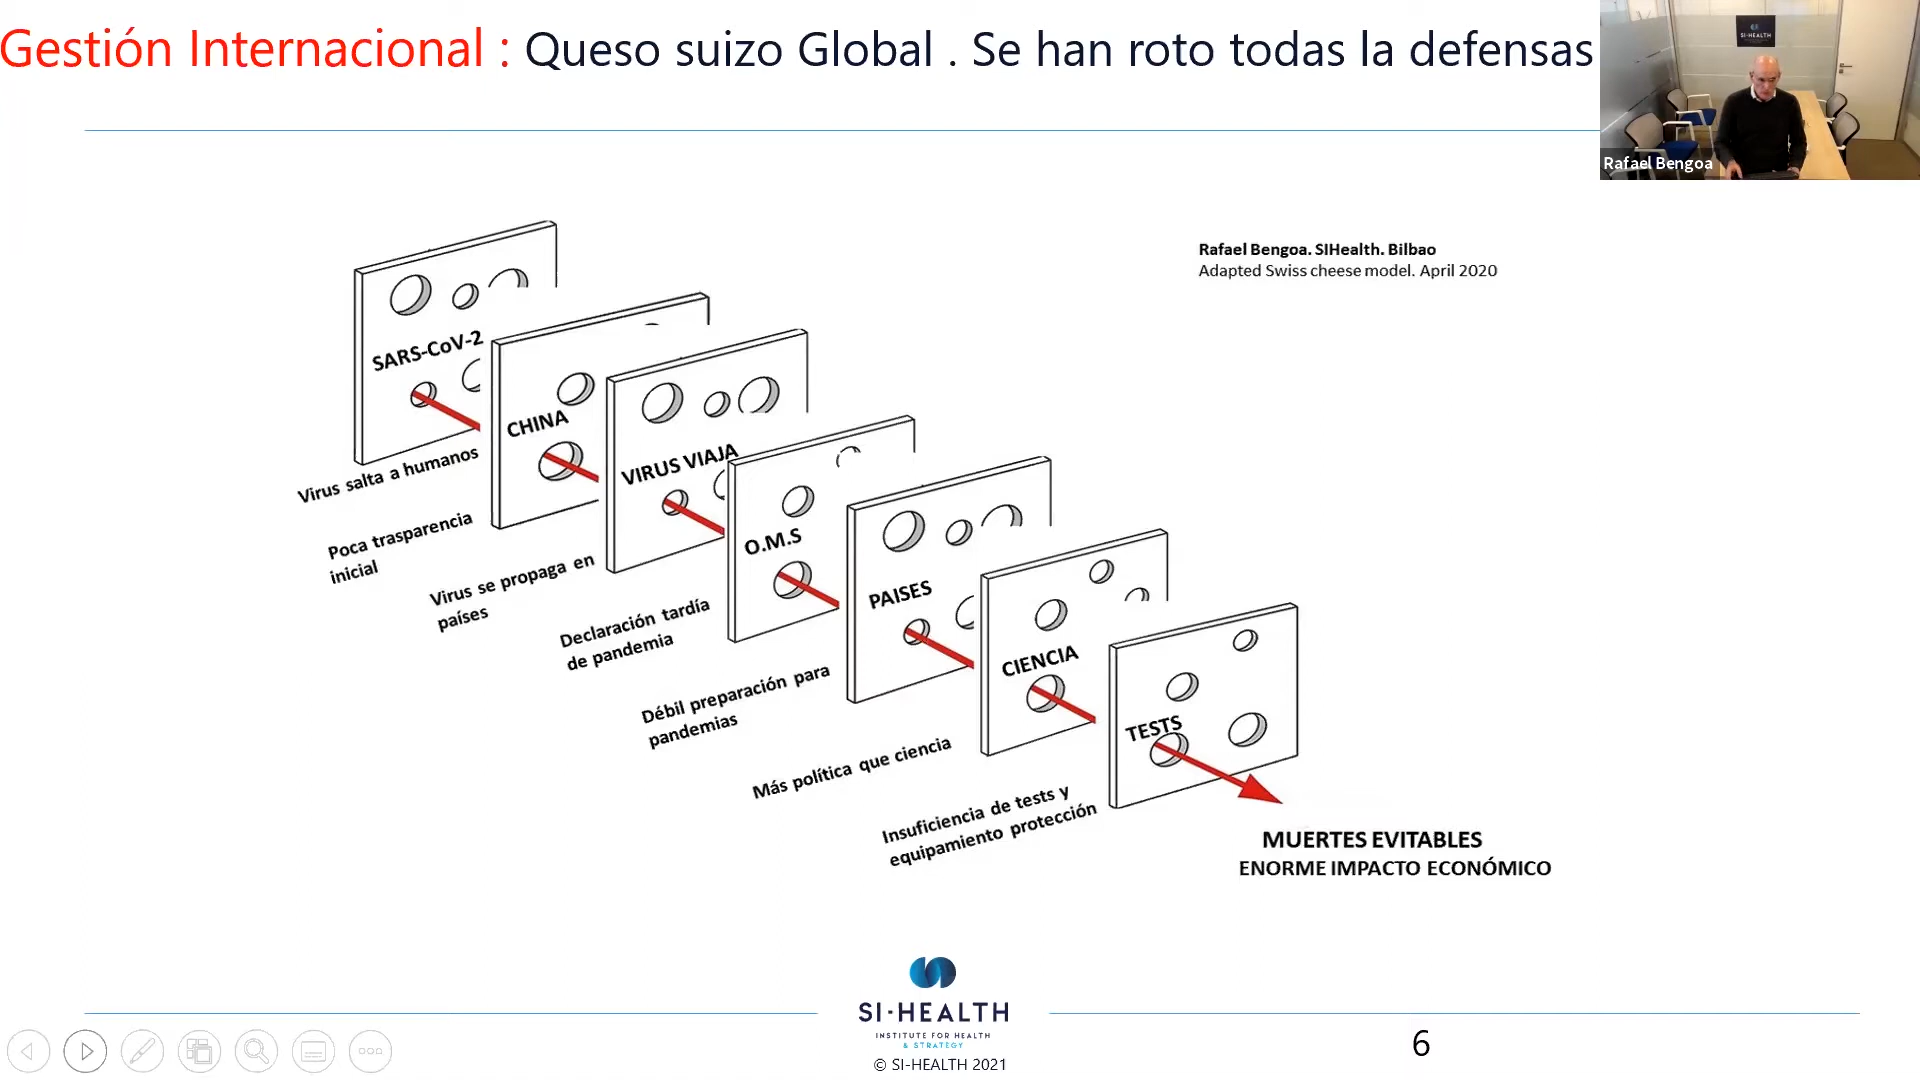 Gestión Internacional : Queso suizo Global . Se han roto todas la defensas
SI-HEALTH
Rafael Bengoa
Rafael Bengoa. SIHealth. Bilbao
Adapted Swiss cheese model. April 2020
SARS-CoV-2
Virus salta a humanos
CHINA
Poca trasparencia
inicial
VIRUS VIAJA
Virus se propaga en
países
O.M.S
Declaración tardía
de pandemia
PAISES
Débil preparación para
pandemias
CIENCIA
Más política que ciencia
TESTS
Insuficiencia de tests y
equipamiento protección
MUERTES EVITABLES
ENORME IMPACTO ECONÓMICO
SI·HEALTH
INSTITUTE FOR HEALTH
& STRATEGY
© SI-HEALTH 2021
6